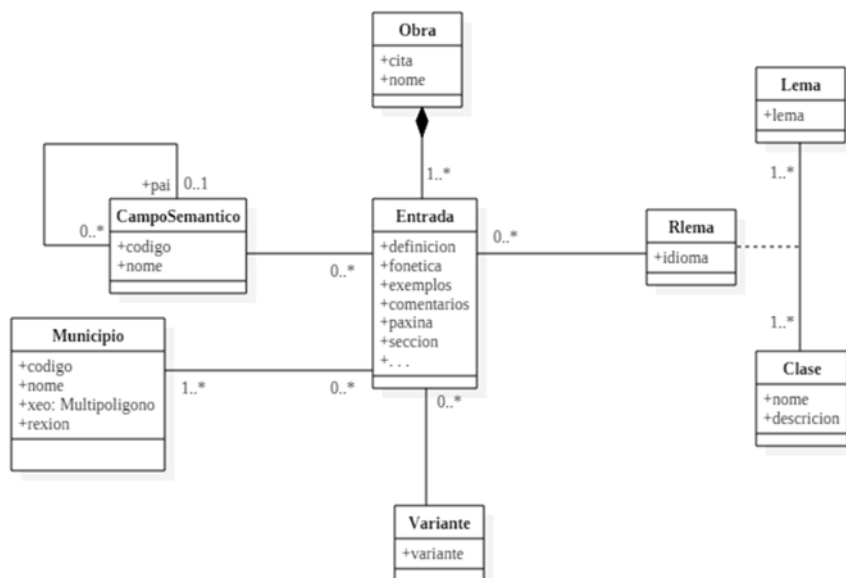 Obra
+cita
+nome
1..*
Lema
+lema
1..*
+pai
0..1
0..*
CampoSemantico
+codigo
+nome
0..*
Entrada
+definicion
+fonetica
+exemplos
+comentarios
+paxina
+seccion
+. . .
0..*
Rlema
+idioma
1..*
Clase
+nome
+descricion
Municipio
+codigo
+nome
+xeo: Multipoligono
+rexion
1..*
0..*
0..*
Variante
+variante